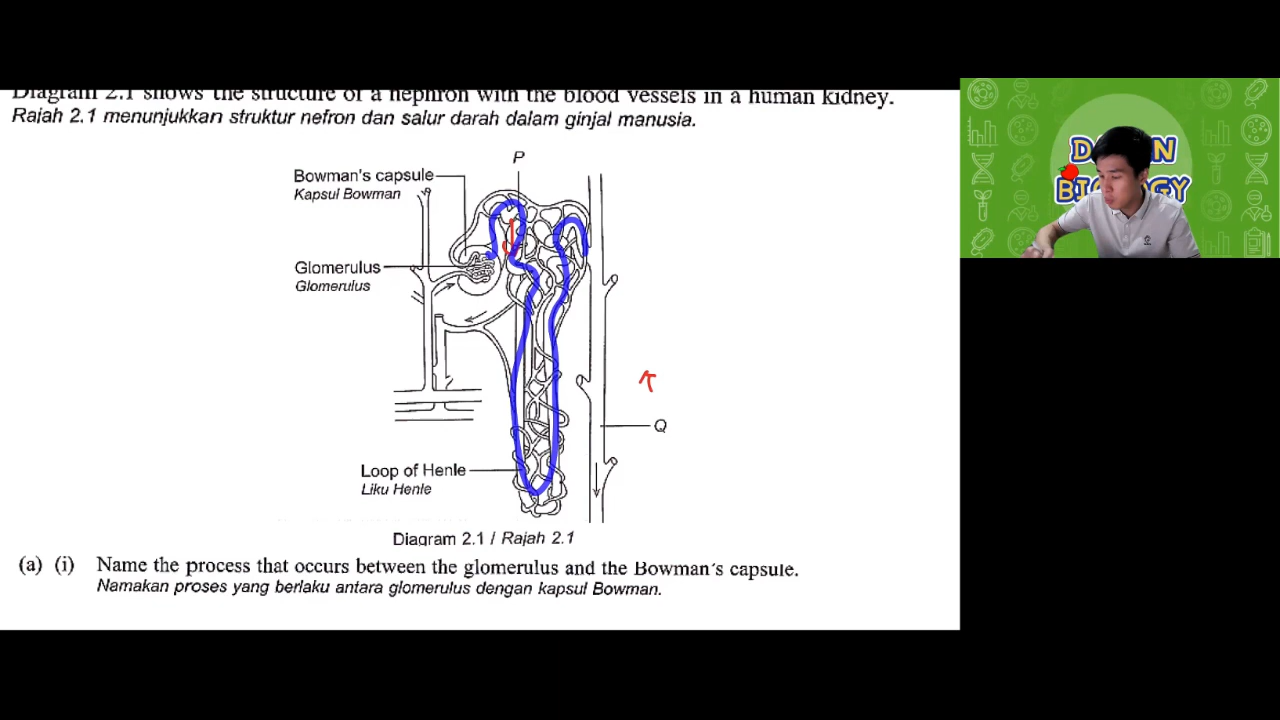 Diagram 2.1 shows the structure of a nephron with the blood vessels in a human kidney.
Rajah 2.1 menunjukkan struktur nefron dan salur darah dalam ginjal manusia.
P
Bowman's capsule
Kapsul Bowman
Glomerulus
Glomerulus
Q
Loop of Henle
Liku Henle
Diagram 2.1 / Rajah 2.1
(a) (i) Name the process that occurs between the glomerulus and the Bowman's capsule.
Namakan proses yang berlaku antara glomerulus dengan kapsul Bowman.